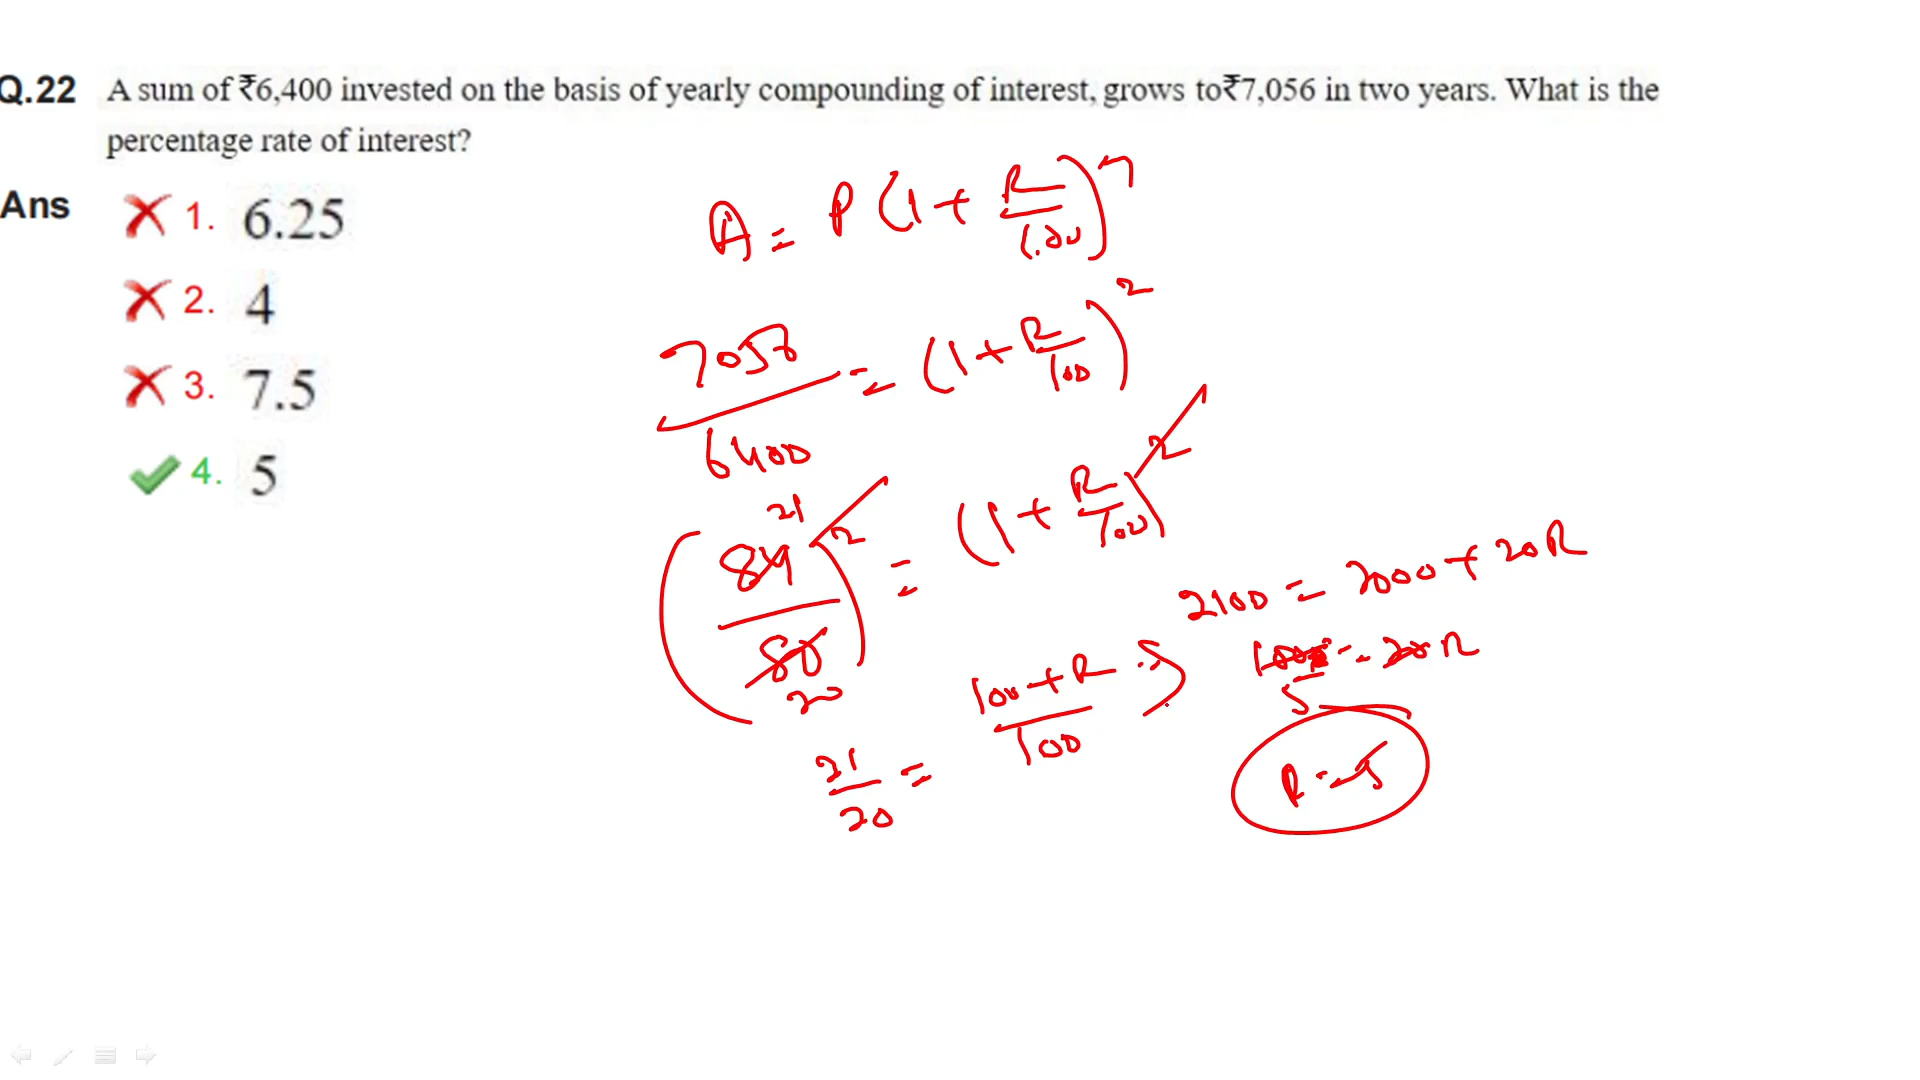 Q.22 A sum of ₹6,400 invested on the basis of yearly compounding of interest, grows to₹7,056 in two years. What is the
percentage rate of interest?
Ans 1. 6.25
2. 4
3. 7.5
4. 5
A = P (1 + R/100)^n
7056/6400 = (1 + R/100)^2
(84/80)^2 = (1 + R/100)^2
21
20
21/20 = 100 + R/100
2100 = 2000 + 20R
100 = 20R
5
R = 5